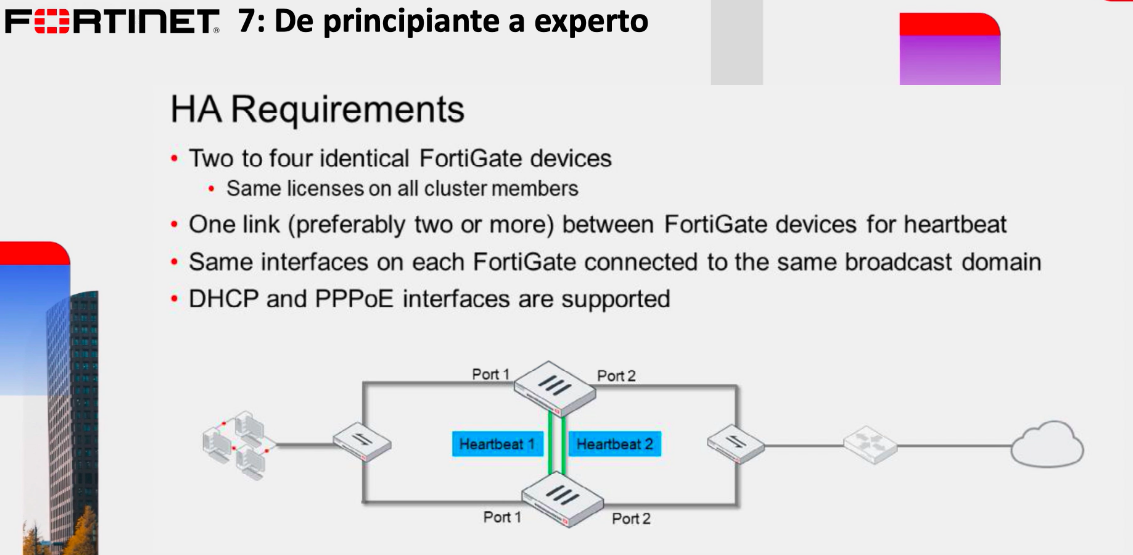 FORTINET® 7: De principiante a experto
HA Requirements
• Two to four identical FortiGate devices
• Same licenses on all cluster members
• One link (preferably two or more) between FortiGate devices for heartbeat
• Same interfaces on each FortiGate connected to the same broadcast domain
• DHCP and PPPoE interfaces are supported
Port 1 Port 2
Heartbeat 1 Heartbeat 2
Port 1 Port 2